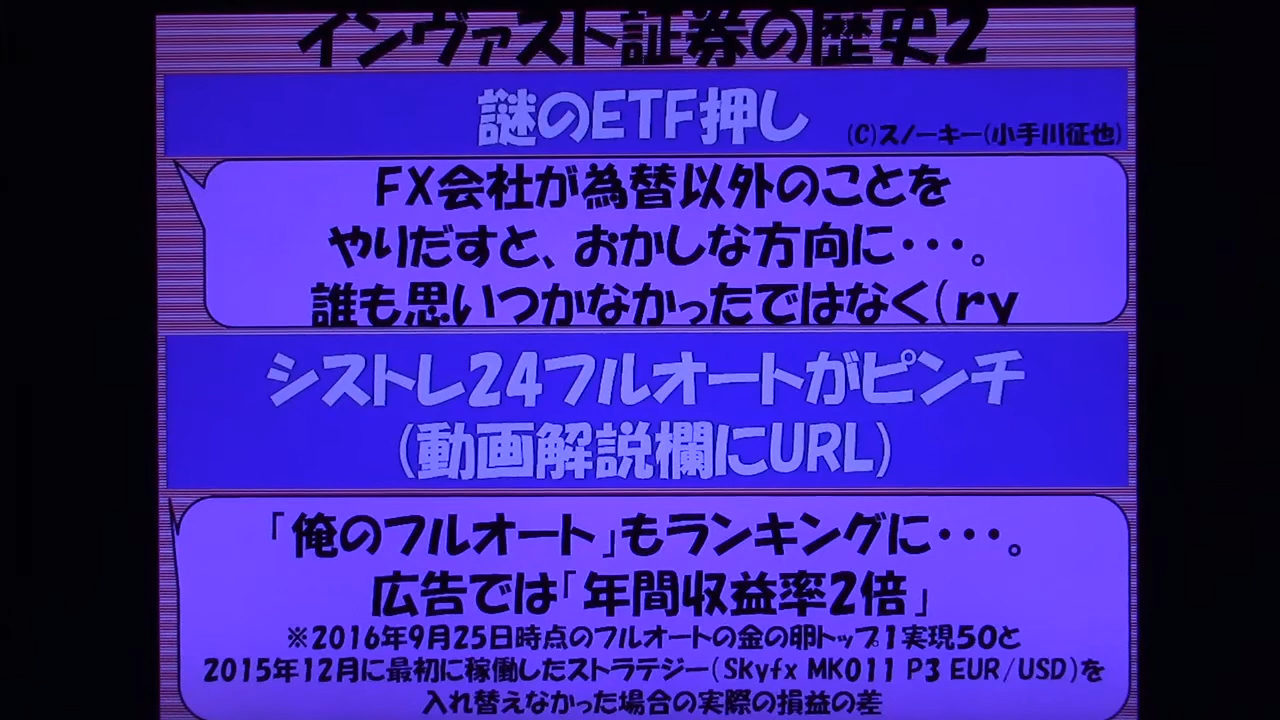 インヴァスト証券の歴史2
謎のETF押し
(C)スノーキー(小手川征也)
FX会社が為替以外のことを
やりだすと、おかしな方向に・・・。
誰も思いつかなかったではなく(ry
シストレ24フルオートがピンチ
(動画解説欄にURL)
「俺のフルオート」もランキングに・・・。
広告では「年間収益率2倍」
※2016年9月25日時点のフルオートの金の卵トップ1実現50と
2015年12月に最初に稼働したストラテジー(Skyfx MK011 P3 EUR/USD)を
入れ替えなかった場合の実際の損益の差